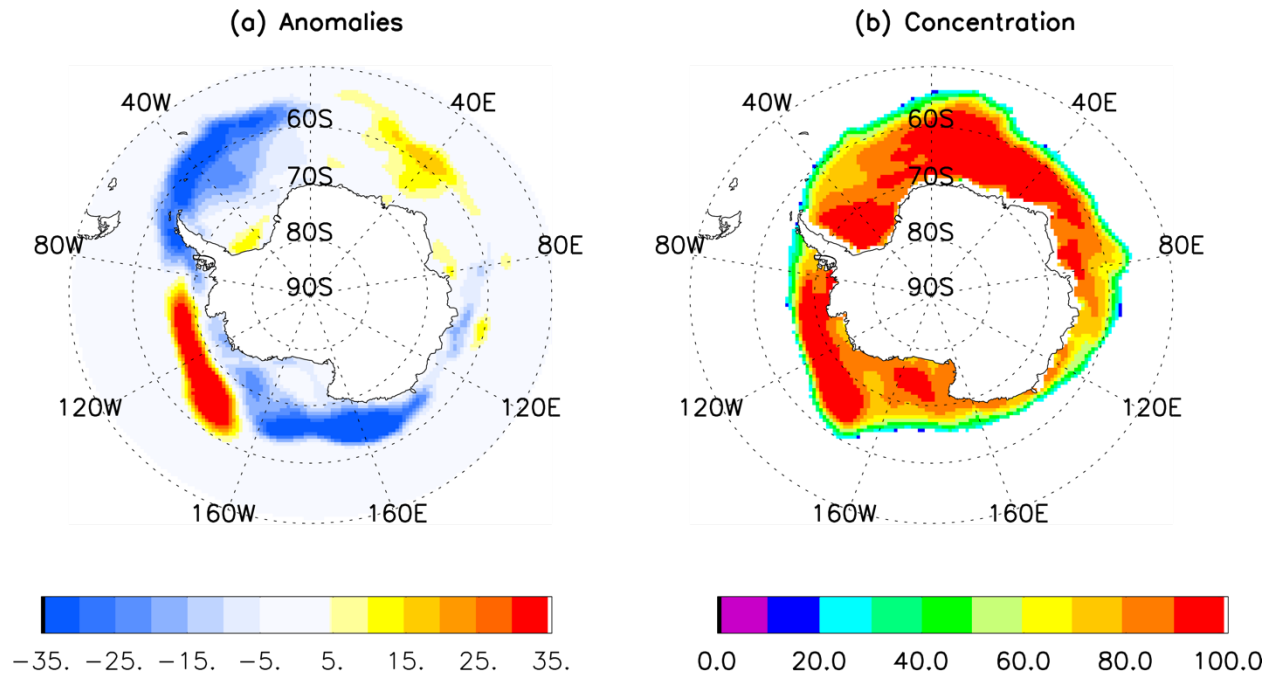 (a) Anomalies
(b) Concentration
40W
40E
60S
70S
80W
80S
80E
90S
120W
120E
160W
160E
40W
40E
60S
70S
80W
80S
80E
90S
120W
120E
160W
160E
−35. −25. −15. −5. 5. 15. 25. 35.
0.0 20.0 40.0 60.0 80.0 100.0